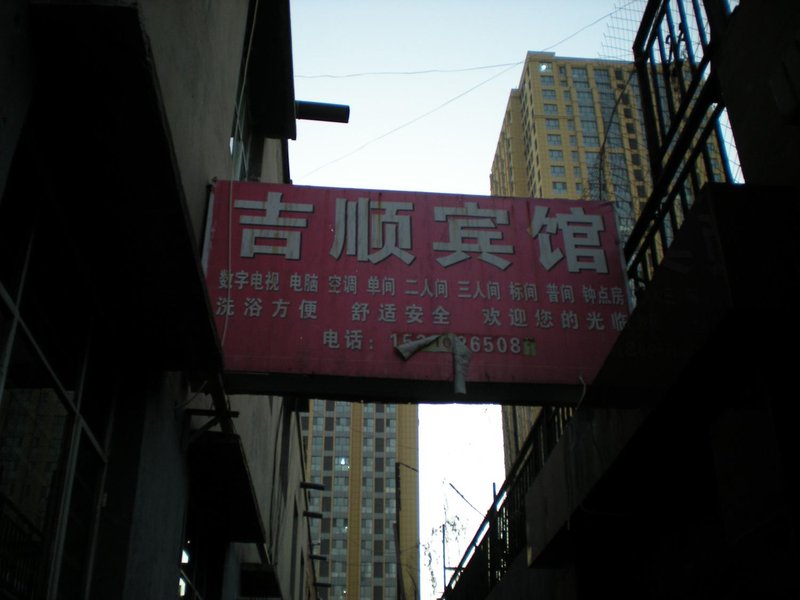 吉顺宾馆
数字电视 电脑 空调 单间 二人间 三人间 标间 普间 钟点房
洗浴方便 舒适安全 欢迎您的光临
电话: